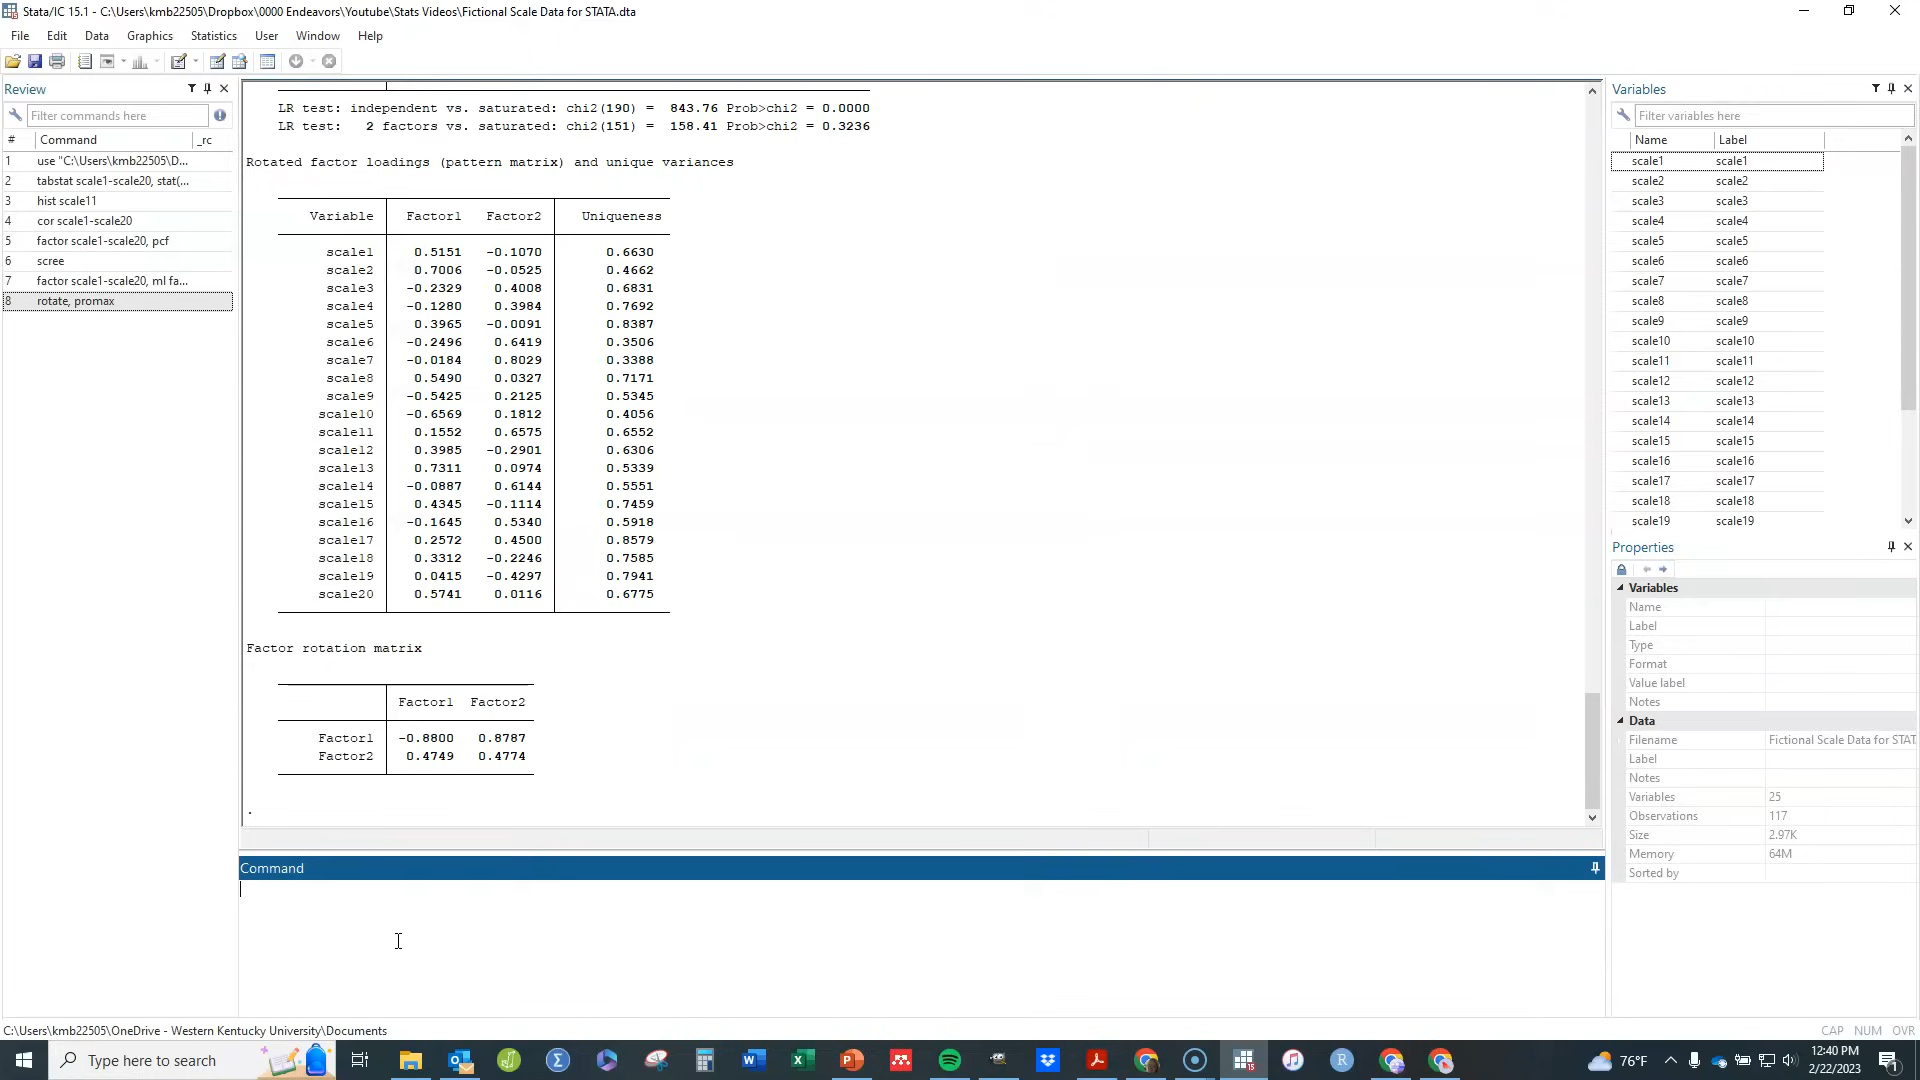 Stata/IC 15.1 - C:\Users\kmb22505\Dropbox\0000 Endeavors\Youtube\Stats Videos\Fictional Scale Data for STATA.dta
File Edit Data Graphics Statistics User Window Help
Review
Filter commands here
# Command _rc
1 use "C:\Users\kmb22505\D...
2 tabstat scale1-scale20, stat(...
3 hist scale11
4 cor scale1-scale20
5 factor scale1-scale20, pcf
6 scree
7 factor scale1-scale20, ml fa...
8 rotate, promax
LR test: independent vs. saturated: chi2(190) = 843.76 Prob>chi2 = 0.0000
LR test: 2 factors vs. saturated: chi2(151) = 158.41 Prob>chi2 = 0.3236
Rotated factor loadings (pattern matrix) and unique variances
Variable Factor1 Factor2 Uniqueness
scale1 0.5151 -0.1070 0.6630
scale2 0.7006 -0.0525 0.4662
scale3 -0.2329 0.4008 0.6831
scale4 -0.1280 0.3984 0.7692
scale5 0.3965 -0.0091 0.8387
scale6 -0.2496 0.6419 0.3506
scale7 -0.0184 0.8029 0.3388
scale8 0.5490 0.0327 0.7171
scale9 -0.5425 0.2125 0.5345
scale10 -0.6569 0.1812 0.4056
scale11 0.1552 0.6575 0.6552
scale12 0.3985 -0.2901 0.6306
scale13 0.7311 0.0974 0.5339
scale14 -0.0887 0.6144 0.5551
scale15 0.4345 -0.1114 0.7459
scale16 -0.1645 0.5340 0.5918
scale17 0.2572 0.4500 0.8579
scale18 0.3312 -0.2246 0.7585
scale19 0.0415 -0.4297 0.7941
scale20 0.5741 0.0116 0.6775
Factor rotation matrix
Factor1 Factor2
Factor1 -0.8800 0.8787
Factor2 0.4749 0.4774
.
Command
Variables
Filter variables here
Name Label
scale1 scale1
scale2 scale2
scale3 scale3
scale4 scale4
scale5 scale5
scale6 scale6
scale7 scale7
scale8 scale8
scale9 scale9
scale10 scale10
scale11 scale11
scale12 scale12
scale13 scale13
scale14 scale14
scale15 scale15
scale16 scale16
scale17 scale17
scale18 scale18
scale19 scale19
Properties
Variables
Name
Label
Type
Format
Value label
Notes
Data
Filename Fictional Scale Data for STAT
Label
Notes
Variables 25
Observations 117
Size 2.97K
Memory 64M
Sorted by
C:\Users\kmb22505\OneDrive - Western Kentucky University\Documents
CAP NUM OVR
Type here to search
76°F
12:40 PM
2/22/2023